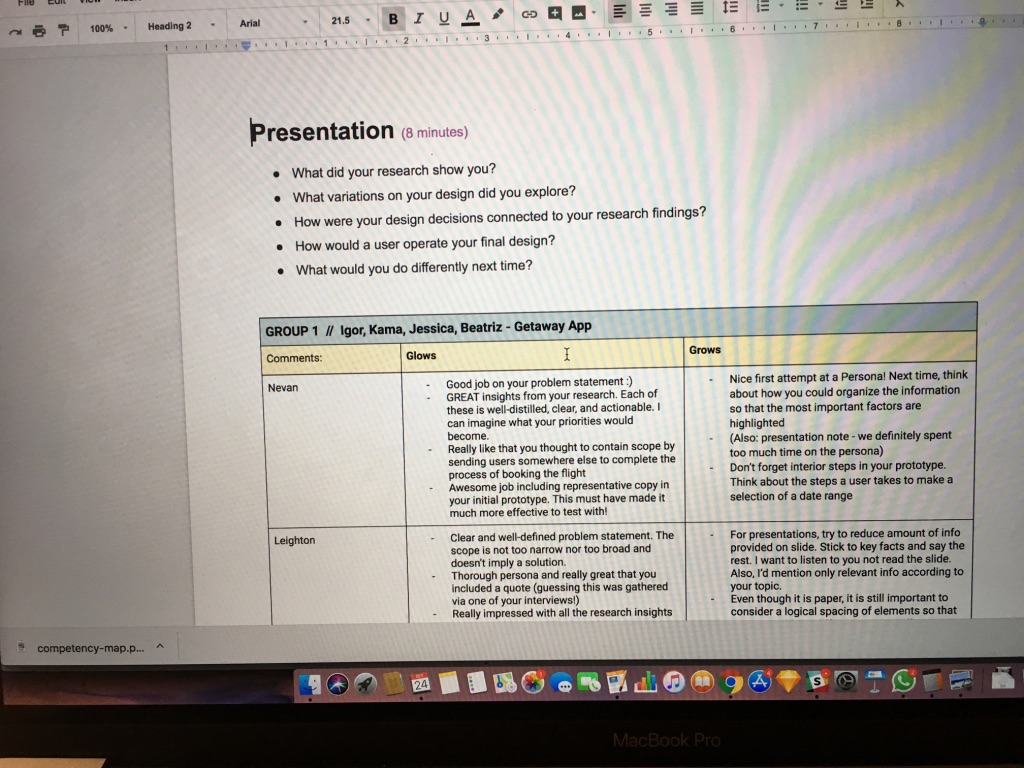 File Edit View
100% Heading 2 Arial 21.5 B I U A
1 1 2 3 4 5 6 7 8
Presentation (8 minutes)
● What did your research show you?
● What variations on your design did you explore?
● How were your design decisions connected to your research findings?
● How would a user operate your final design?
● What would you do differently next time?
GROUP 1 // Igor, Kama, Jessica, Beatriz - Getaway App
Comments:
Glows
Grows
Nevan
- Good job on your problem statement :)
- GREAT insights from your research. Each of
these is well-distilled, clear, and actionable. I
can imagine what your priorities would
become.
- Really like that you thought to contain scope by
sending users somewhere else to complete the
process of booking the flight
- Awesome job including representative copy in
your initial prototype. This must have made it
much more effective to test with!
- Nice first attempt at a Persona! Next time, think
about how you could organize the information
so that the most important factors are
highlighted
- (Also: presentation note - we definitely spent
too much time on the persona)
- Don't forget interior steps in your prototype.
Think about the steps a user takes to make a
selection of a date range
Leighton
- Clear and well-defined problem statement. The
scope is not too narrow nor too broad and
doesn't imply a solution.
- Thorough persona and really great that you
included a quote (guessing this was gathered
via one of your interviews!)
- Really impressed with all the research insights
- For presentations, try to reduce amount of info
provided on slide. Stick to key facts and say the
rest. I want to listen to you not read the slide.
Also, I'd mention only relevant info according to
your topic.
- Even though it is paper, it is still important to
consider a logical spacing of elements so that
competency-map.p...
24
S
MacBook Pro